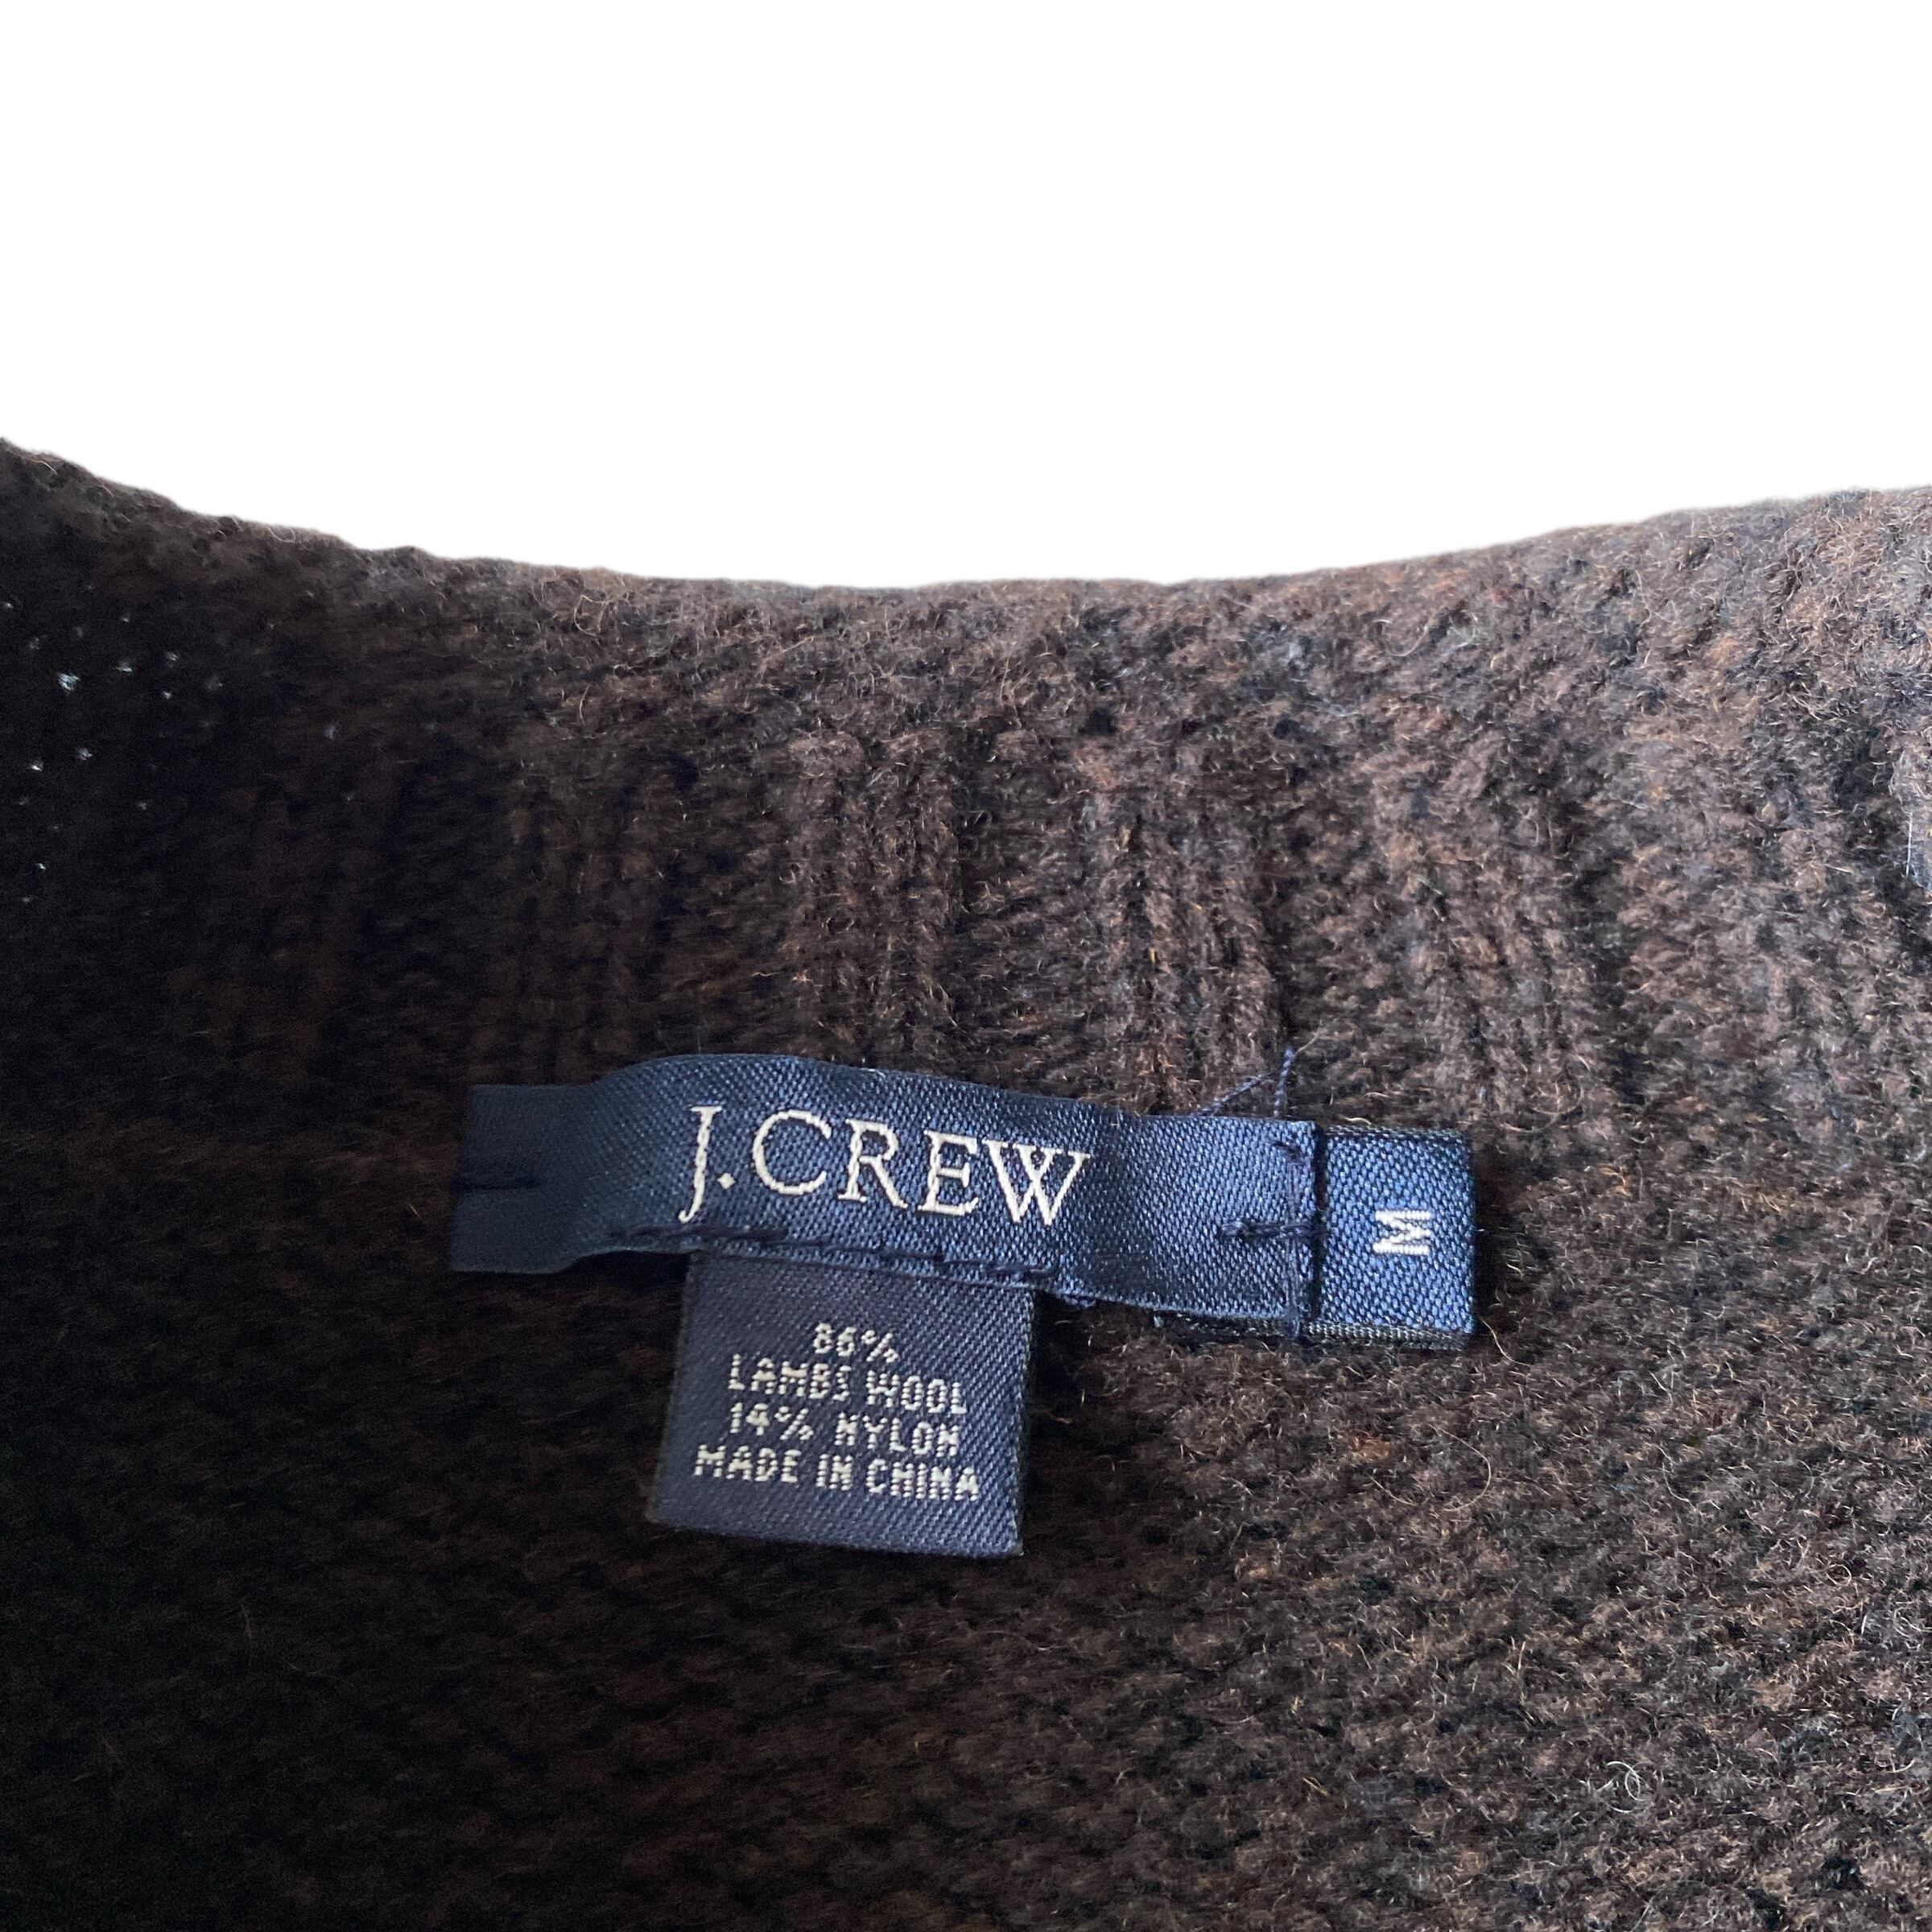 J.CREW
M
86%
LAMBS WOOL
14% NYLON
MADE IN CHINA